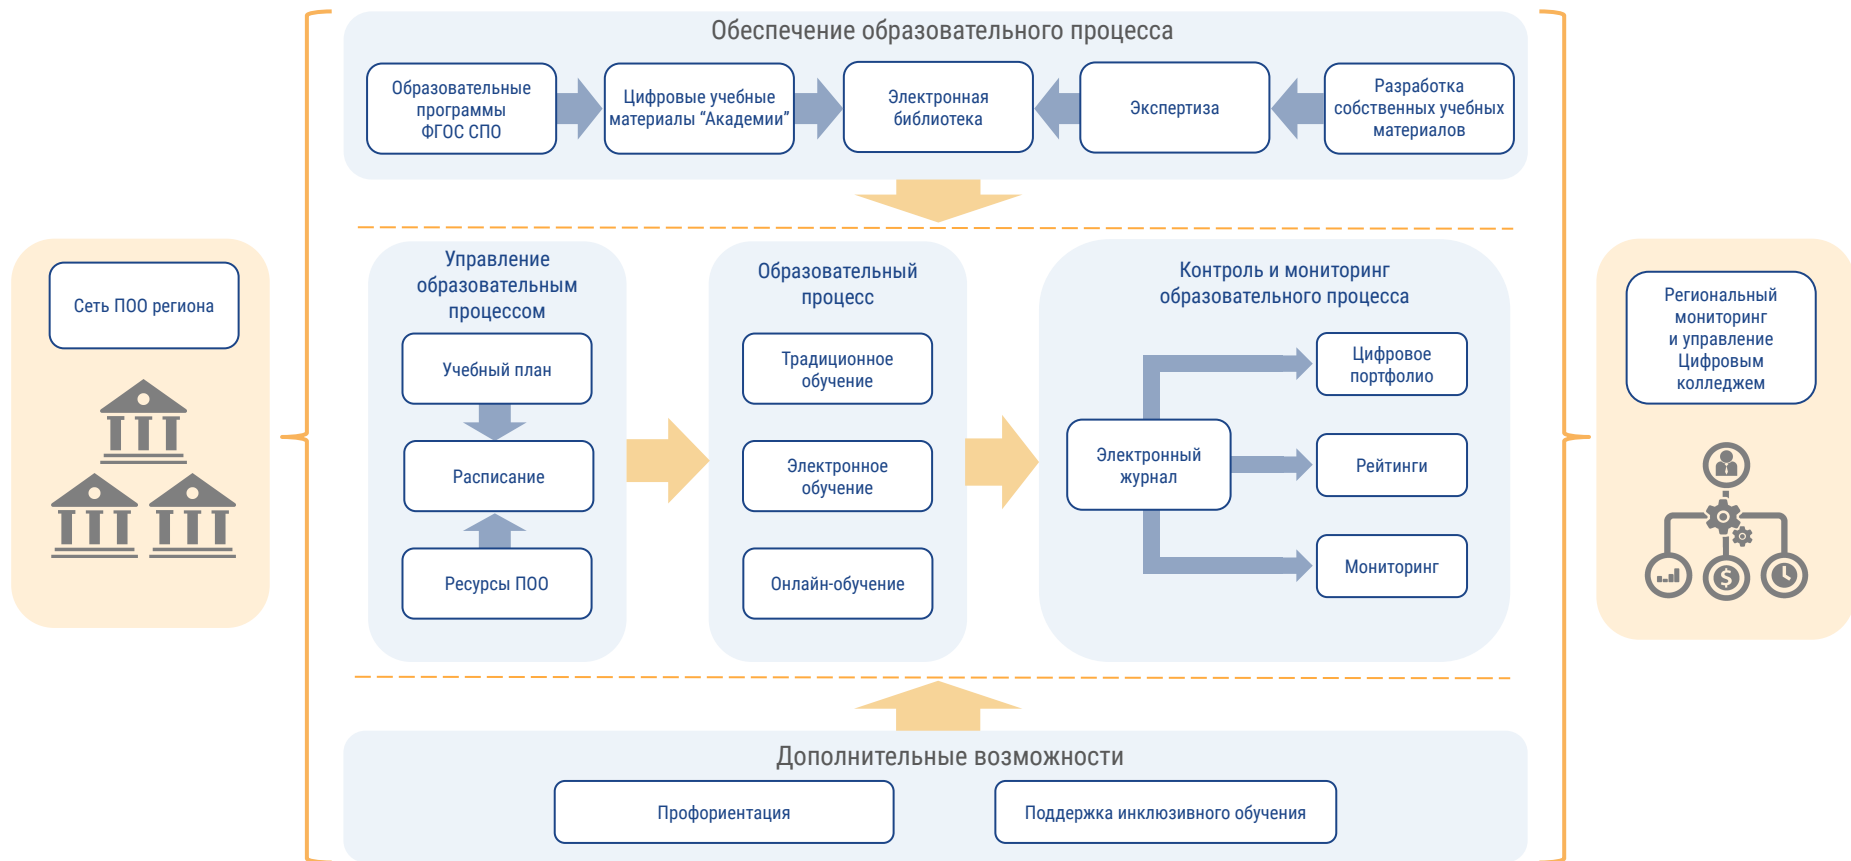 Обеспечение образовательного процесса
Образовательные
программы
ФГОС СПО
Цифровые учебные
материалы “Академии”
Электронная
библиотека
Экспертиза
Разработка
собственных учебных
материалов
Сеть ПОО региона
Управление
образовательным
процессом
Учебный план
Расписание
Ресурсы ПОО
Образовательный
процесс
Традиционное
обучение
Электронное
обучение
Онлайн-обучение
Контроль и мониторинг
образовательного процесса
Электронный
журнал
Цифровое
портфолио
Рейтинги
Мониторинг
Региональный
мониторинг
и управление
Цифровым
колледжем
$
Дополнительные возможности
Профориентация
Поддержка инклюзивного обучения